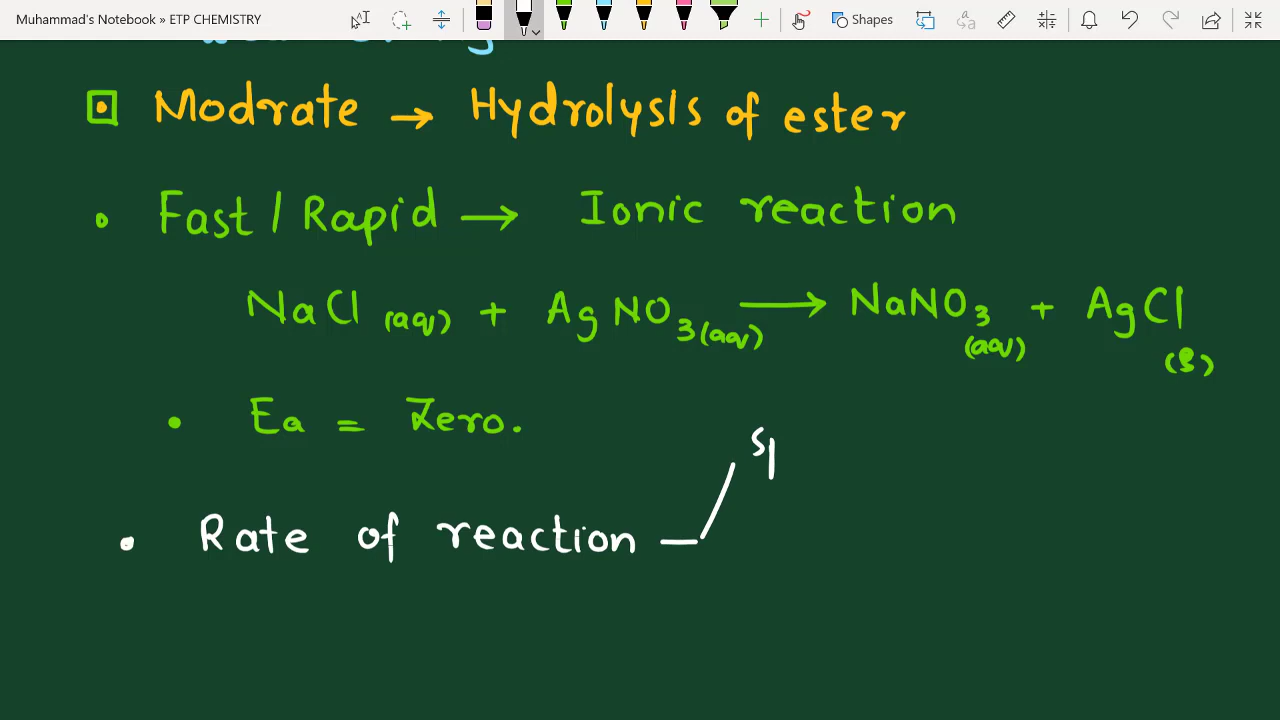 Muhammad's Notebook » ETP CHEMISTRY
Shapes
Modrate → Hydrolysis of ester
• Fast / Rapid → Ionic reaction
NaCl (aq) + AgNO3(aq) → NaNO3 (aq) + AgCl (s)
• Ea = Zero.
• Rate of reaction